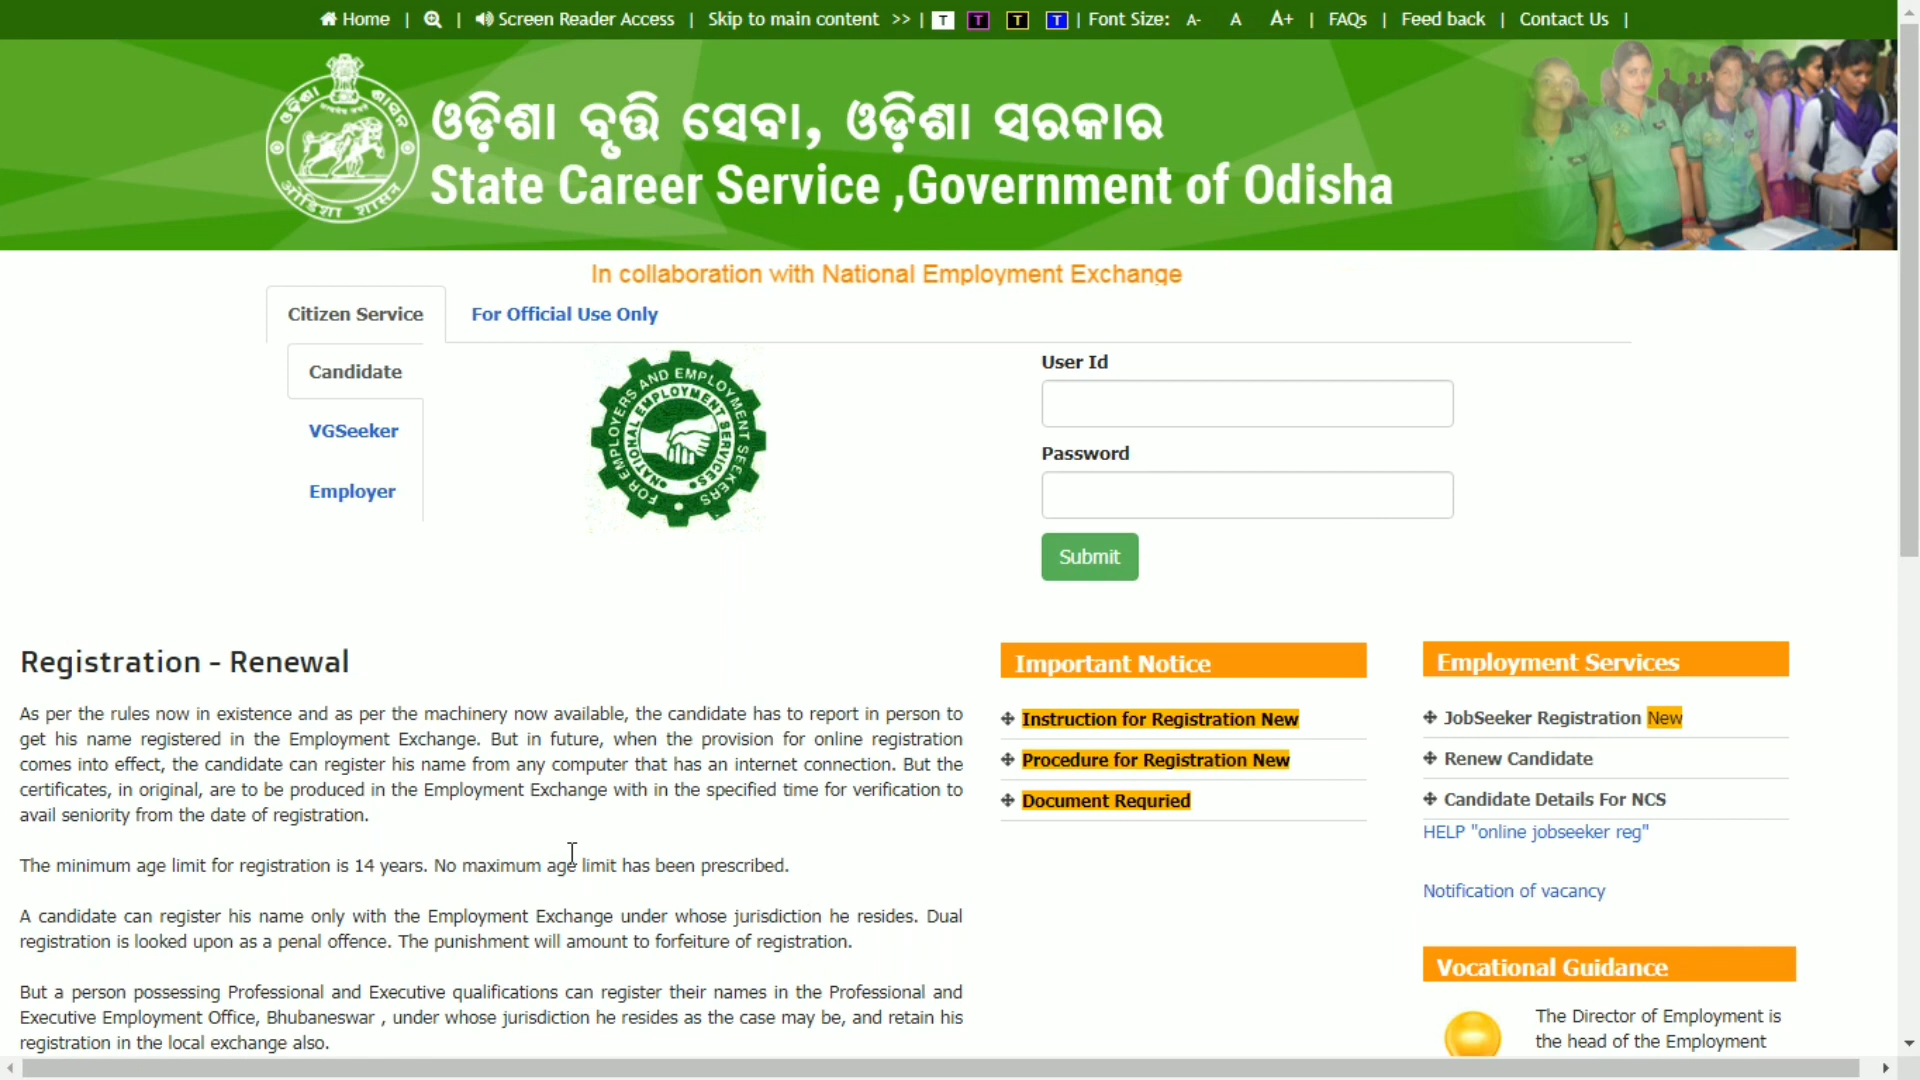 Home | | Screen Reader Access | Skip to main content >> | T T T T | Font Size: A- A A+ | FAQs | Feed back | Contact Us |
ଓଡ଼ିଶା ବୃତ୍ତି ସେବା, ଓଡ଼ିଶା ସରକାର
State Career Service ,Government of Odisha
In collaboration with National Employment Exchange
Citizen Service
For Official Use Only
Candidate
VGSeeker
Employer
FOR EMPLOYERS AND EMPLOYMENT SEEKERS
NATIONAL EMPLOYMENT SERVICES
User Id
Password
Submit
Registration - Renewal
As per the rules now in existence and as per the machinery now available, the candidate has to report in person to
get his name registered in the Employment Exchange. But in future, when the provision for online registration
comes into effect, the candidate can register his name from any computer that has an internet connection. But the
certificates, in original, are to be produced in the Employment Exchange with in the specified time for verification to
avail seniority from the date of registration.
The minimum age limit for registration is 14 years. No maximum age limit has been prescribed.
A candidate can register his name only with the Employment Exchange under whose jurisdiction he resides. Dual
registration is looked upon as a penal offence. The punishment will amount to forfeiture of registration.
But a person possessing Professional and Executive qualifications can register their names in the Professional and
Executive Employment Office, Bhubaneswar , under whose jurisdiction he resides as the case may be, and retain his
registration in the local exchange also.
Important Notice
Instruction for Registration New
Procedure for Registration New
Document Requried
Employment Services
JobSeeker Registration New
Renew Candidate
Candidate Details For NCS
HELP "online jobseeker reg"
Notification of vacancy
Vocational Guidance
The Director of Employment is
the head of the Employment